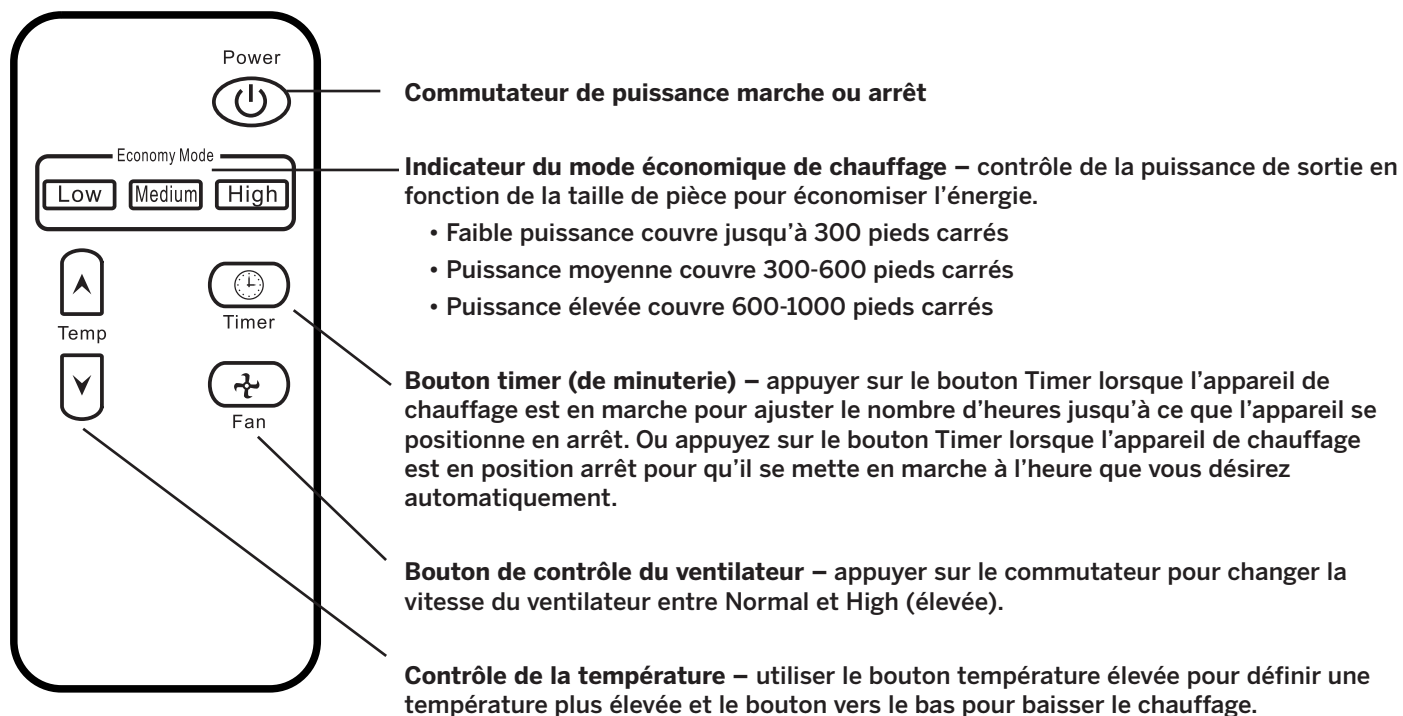 Power
Economy Mode
Low Medium High
Temp
Timer
Fan
Commutateur de puissance marche ou arrêt
Indicateur du mode économique de chauffage – contrôle de la puissance de sortie en
fonction de la taille de pièce pour économiser l’énergie.
• Faible puissance couvre jusqu’à 300 pieds carrés
• Puissance moyenne couvre 300-600 pieds carrés
• Puissance élevée couvre 600-1000 pieds carrés
Bouton timer (de minuterie) – appuyer sur le bouton Timer lorsque l’appareil de
chauffage est en marche pour ajuster le nombre d’heures jusqu’à ce que l’appareil se
positionne en arrêt. Ou appuyez sur le bouton Timer lorsque l’appareil de chauffage
est en position arrêt pour qu’il se mette en marche à l’heure que vous désirez
automatiquement.
Bouton de contrôle du ventilateur – appuyer sur le commutateur pour changer la
vitesse du ventilateur entre Normal et High (élevée).
Contrôle de la température – utiliser le bouton température élevée pour définir une
température plus élevée et le bouton vers le bas pour baisser le chauffage.